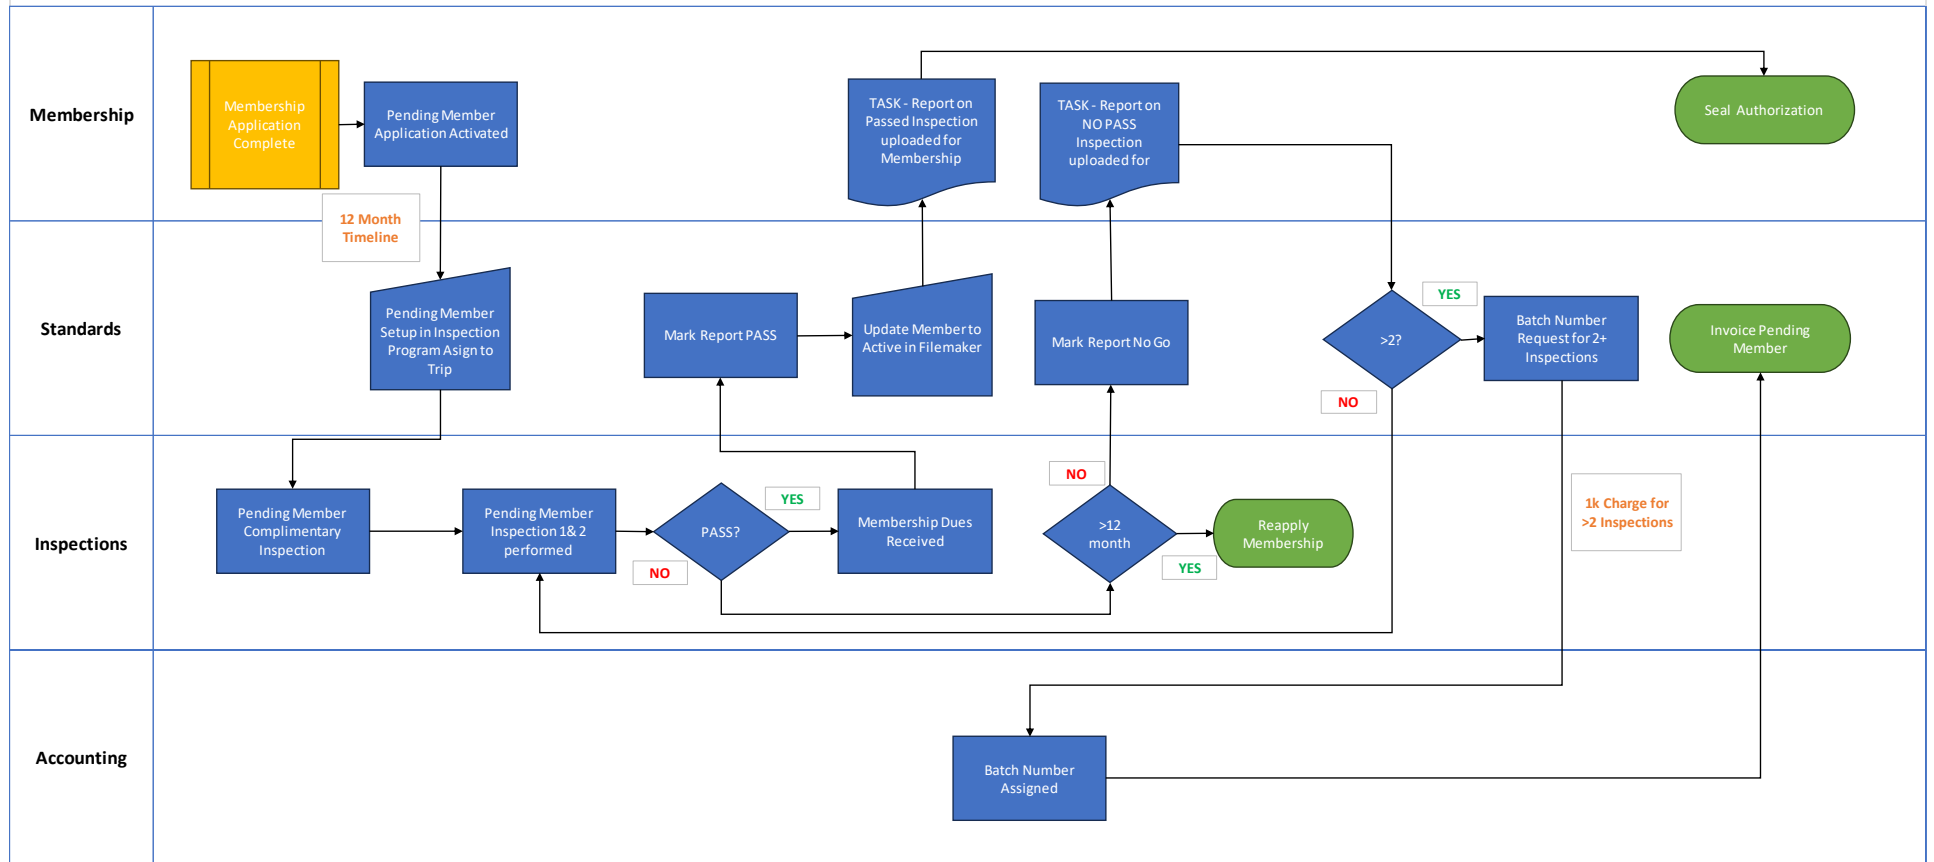 Membership
Membership
Application
Complete
Pending Member
Application Activated
TASK - Report on
Passed Inspection
uploaded for
Membership
TASK - Report on
NO PASS
Inspection
uploaded for
Seal Authorization
12 Month
Timeline
Standards
Pending Member
Setup in Inspection
Program Asign to
Trip
Mark Report PASS
Update Member to
Active in Filemaker
Mark Report No Go
>2?
YES
NO
Batch Number
Request for 2+
Inspections
Invoice Pending
Member
Inspections
Pending Member
Complimentary
Inspection
Pending Member
Inspection 1& 2
performed
PASS?
YES
NO
Membership Dues
Received
NO
>12
month
YES
Reapply
Membership
1k Charge for
>2 Inspections
Accounting
Batch Number
Assigned